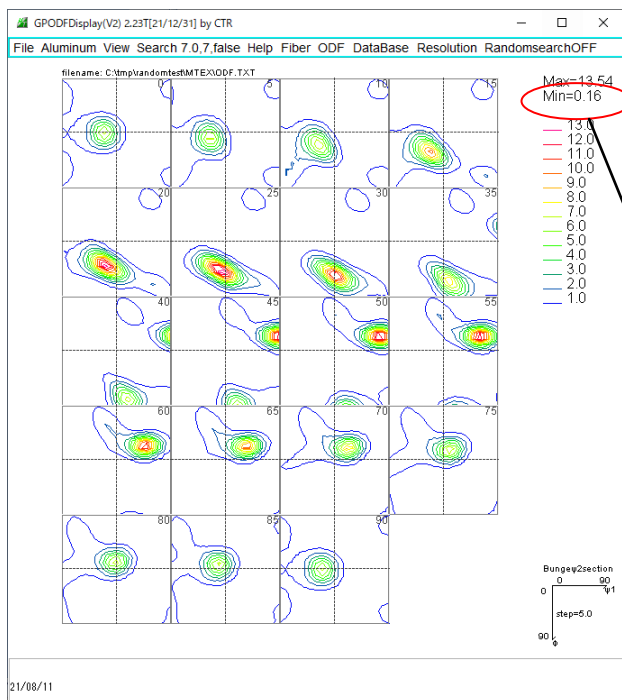 GPODFDisplay(V2) 2.23T[21/12/31] by CTR
File Aluminum View Search 7.0,7,false Help Fiber ODF DataBase Resolution RandomsearchOFF
filename: C:\tmp\randomtest\MTEX\ODF.TXT
Max=13.54
Min=0.16
0 5 10 15
20 25 30 35
40 45 50 55
60 65 70 75
80 85 90
13.0
12.0
11.0
10.0
9.0
8.0
7.0
6.0
5.0
4.0
3.0
2.0
1.0
Bungeψ2section
0 90
0 ψ1
step=5.0
90
Φ
21/08/11